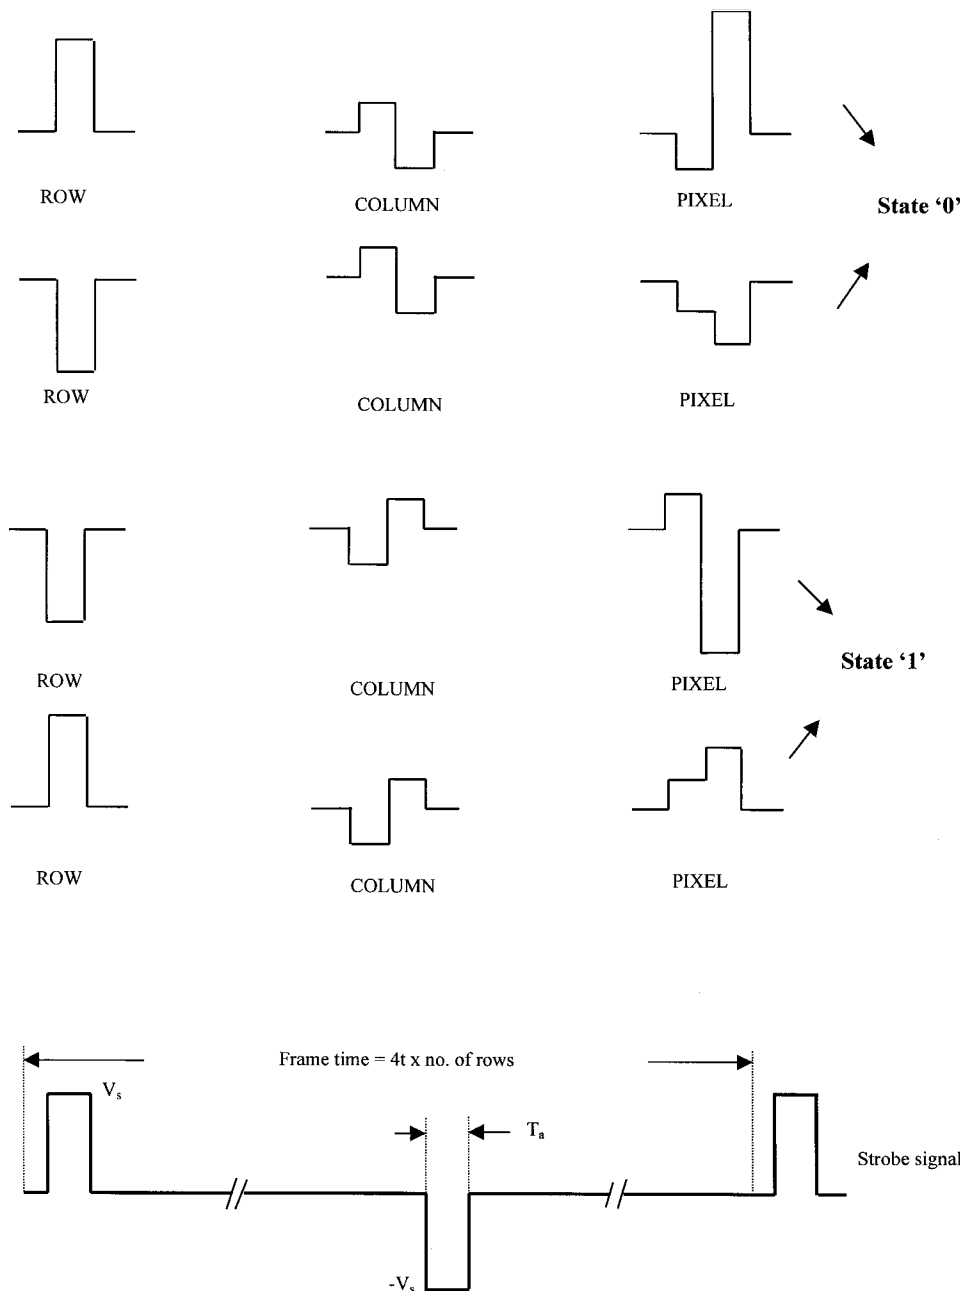 ROW COLUMN PIXEL
State ‘0’
ROW COLUMN PIXEL
ROW COLUMN PIXEL
State ‘1’
ROW COLUMN PIXEL
Frame time = 4t x no. of rows
Vs
Ta
Strobe signal
-Vs